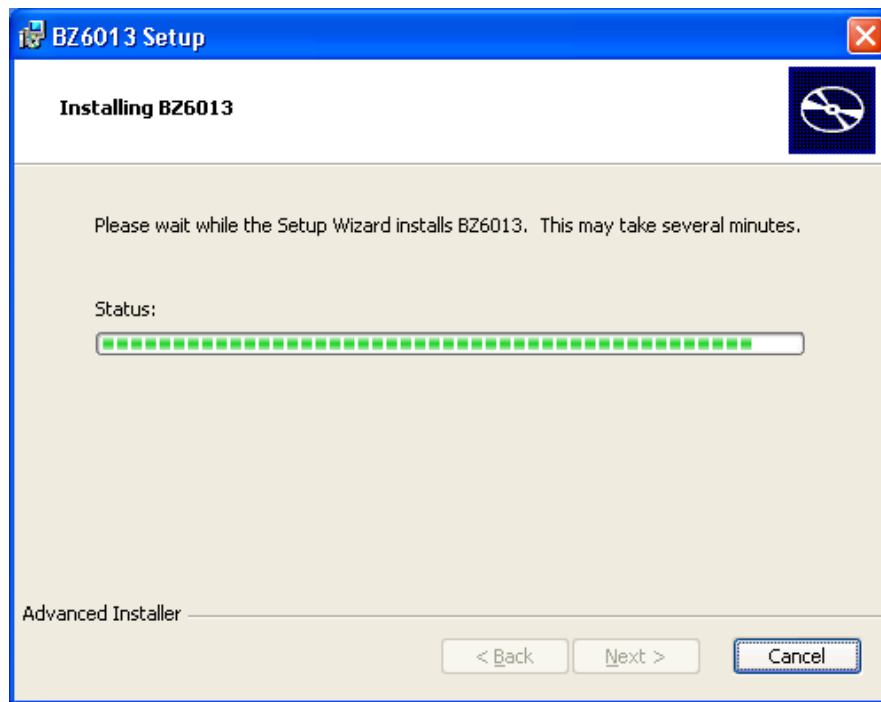 BZ6013 Setup
Installing BZ6013
Please wait while the Setup Wizard installs BZ6013.  This may take several minutes.
Status:
Advanced Installer
< Back
Next >
Cancel